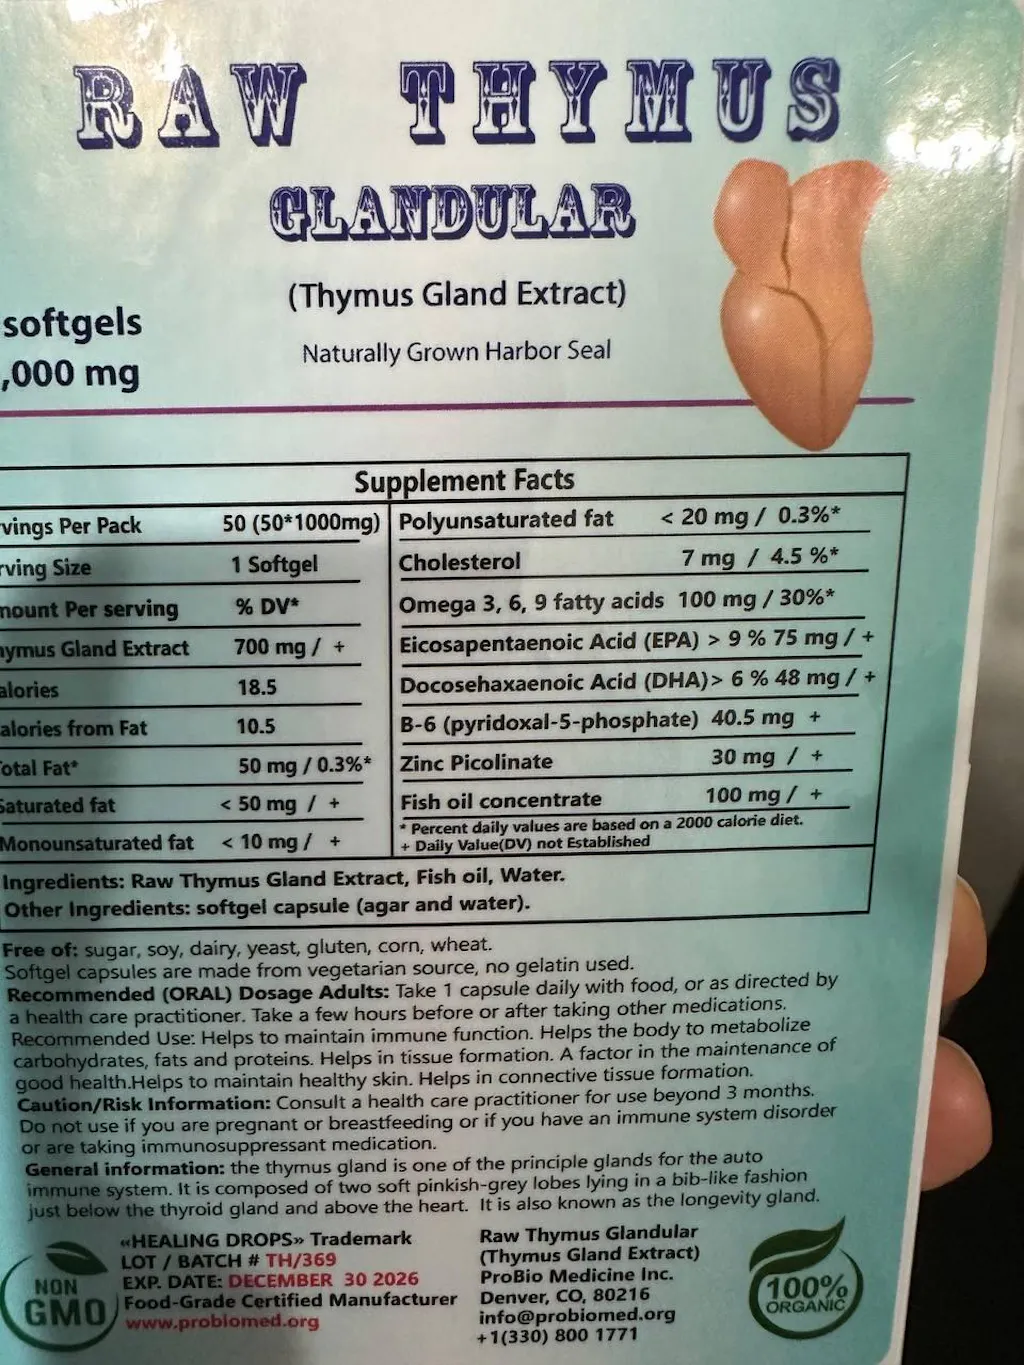 RAW THYMUS
GLANDULAR
(Thymus Gland Extract)
softgels
Naturally Grown Harbor Seal
,000 mg
Supplement Facts
rvings Per Pack 50 (50*1000mg)
rving Size 1 Softgel
mount Per serving % DV*
hymus Gland Extract 700 mg / +
alories 18.5
alories from Fat 10.5
Total Fat* 50 mg / 0.3%*
Saturated fat < 50 mg / +
Monounsaturated fat < 10 mg / +
Polyunsaturated fat < 20 mg / 0.3%*
Cholesterol 7 mg / 4.5 %*
Omega 3, 6, 9 fatty acids 100 mg / 30%*
Eicosapentaenoic Acid (EPA) > 9 % 75 mg / +
Docosehaxaenoic Acid (DHA)> 6 % 48 mg / +
B-6 (pyridoxal-5-phosphate) 40.5 mg +
Zinc Picolinate 30 mg / +
Fish oil concentrate 100 mg / +
* Percent daily values are based on a 2000 calorie diet.
+ Daily Value(DV) not Established
Ingredients: Raw Thymus Gland Extract, Fish oil, Water.
Other Ingredients: softgel capsule (agar and water).
Free of: sugar, soy, dairy, yeast, gluten, corn, wheat.
Softgel capsules are made from vegetarian source, no gelatin used.
Recommended (ORAL) Dosage Adults: Take 1 capsule daily with food, or as directed by
a health care practitioner. Take a few hours before or after taking other medications.
Recommended Use: Helps to maintain immune function. Helps the body to metabolize
carbohydrates, fats and proteins. Helps in tissue formation. A factor in the maintenance of
good health.Helps to maintain healthy skin. Helps in connective tissue formation.
Caution/Risk Information: Consult a health care practitioner for use beyond 3 months.
Do not use if you are pregnant or breastfeeding or if you have an immune system disorder
or are taking immunosuppressant medication.
General information: the thymus gland is one of the principle glands for the auto
immune system. It is composed of two soft pinkish-grey lobes lying in a bib-like fashion
just below the thyroid gland and above the heart. It is also known as the longevity gland.
«HEALING DROPS» Trademark
LOT / BATCH # TH/369
EXP. DATE: DECEMBER 30 2026
Food-Grade Certified Manufacturer
www.probiomed.org
Raw Thymus Glandular
(Thymus Gland Extract)
ProBio Medicine Inc.
Denver, CO, 80216
info@probiomed.org
+1(330) 800 1771
NON
GMO
100%
ORGANIC